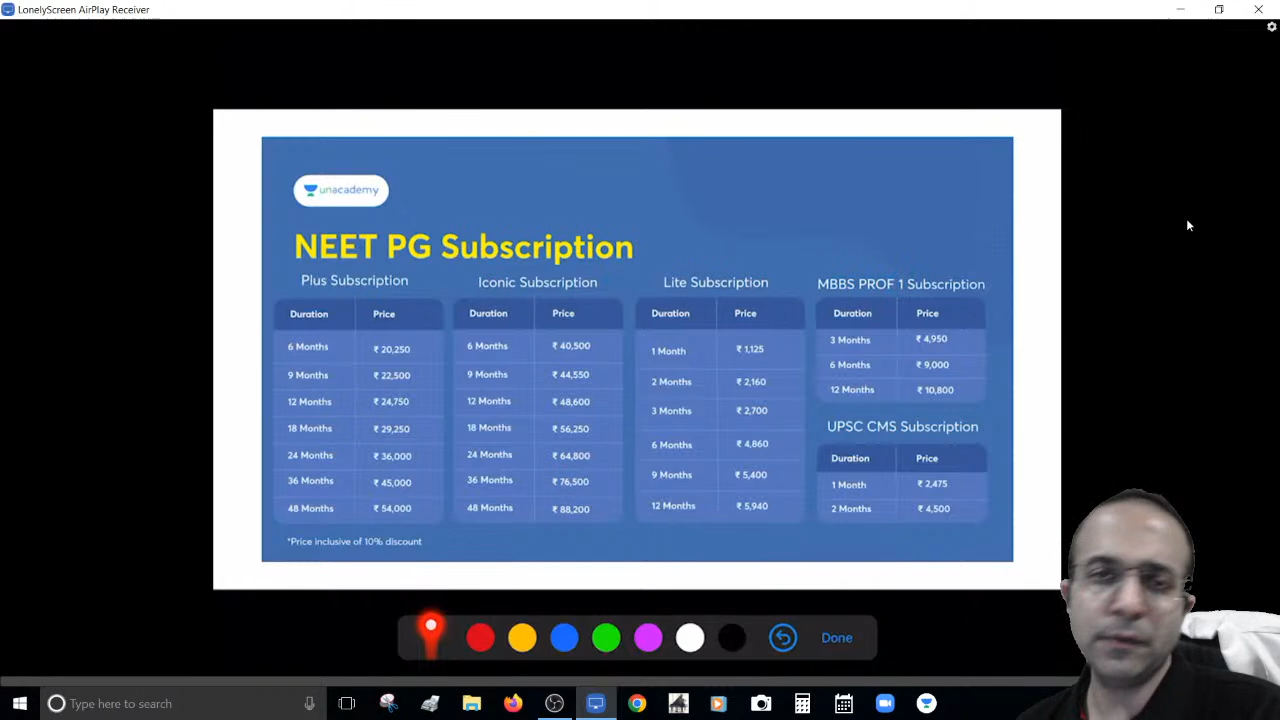 LonelyScreen AirPlay Receiver
unacademy
NEET PG Subscription
Plus Subscription
Duration Price
6 Months ₹ 20,250
9 Months ₹ 22,500
12 Months ₹ 24,750
18 Months ₹ 29,250
24 Months ₹ 36,000
36 Months ₹ 45,000
48 Months ₹ 54,000
*Price inclusive of 10% discount
Iconic Subscription
Duration Price
6 Months ₹ 40,500
9 Months ₹ 44,550
12 Months ₹ 48,600
18 Months ₹ 56,250
24 Months ₹ 64,800
36 Months ₹ 76,500
48 Months ₹ 88,200
Lite Subscription
Duration Price
1 Month ₹ 1,125
2 Months ₹ 2,160
3 Months ₹ 2,700
6 Months ₹ 4,860
9 Months ₹ 5,400
12 Months ₹ 5,940
MBBS PROF 1 Subscription
Duration Price
3 Months ₹ 4,950
6 Months ₹ 9,000
12 Months ₹ 10,800
UPSC CMS Subscription
Duration Price
1 Month ₹ 2,475
2 Months ₹ 4,500
Done
Type here to search